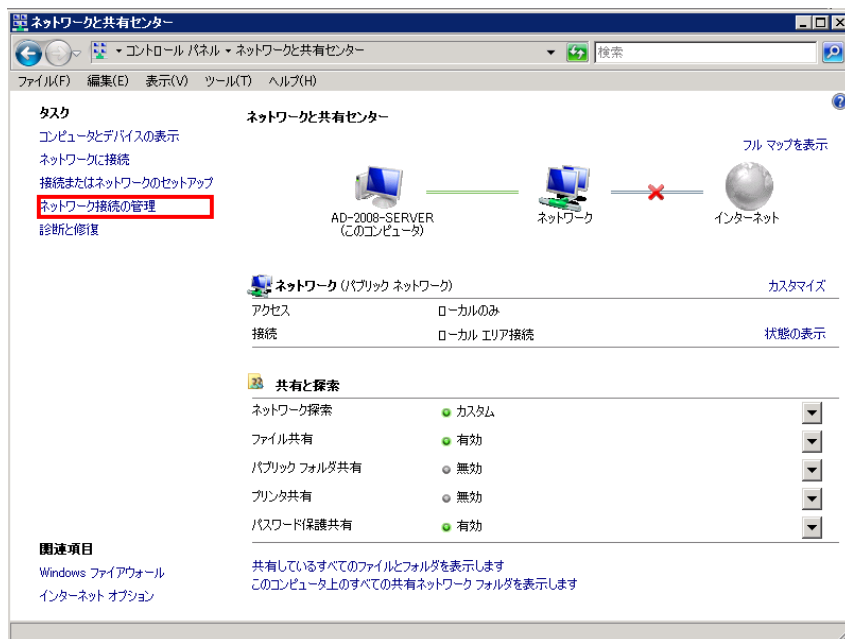 ネットワークと共有センター
コントロール パネル ネットワークと共有センター 検索
ファイル(F) 編集(E) 表示(V) ツール(T) ヘルプ(H)
タスク
コンピュータとデバイスの表示
ネットワークに接続
接続またはネットワークのセットアップ
ネットワーク接続の管理
診断と修復
ネットワークと共有センター
フル マップを表示
AD-2008-SERVER
(このコンピュータ)
ネットワーク
インターネット
ネットワーク (パブリック ネットワーク) カスタマイズ
アクセス ローカルのみ
接続 ローカル エリア接続 状態の表示
共有と探索
ネットワーク探索 カスタム
ファイル共有 有効
パブリック フォルダ共有 無効
プリンタ共有 無効
パスワード保護共有 有効
関連項目
Windows ファイアウォール
インターネット オプション
共有しているすべてのファイルとフォルダを表示します
このコンピュータ上のすべての共有ネットワーク フォルダを表示します